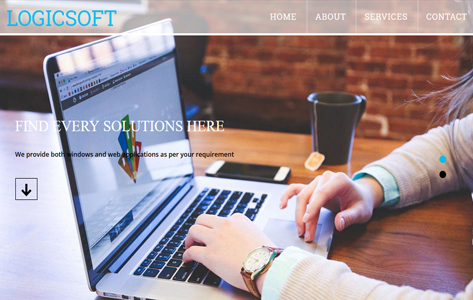 LOGICSOFT
HOME ABOUT SERVICES CONTACT
FIND EVERY SOLUTIONS HERE
We provide both windows and web applications as per your requirement